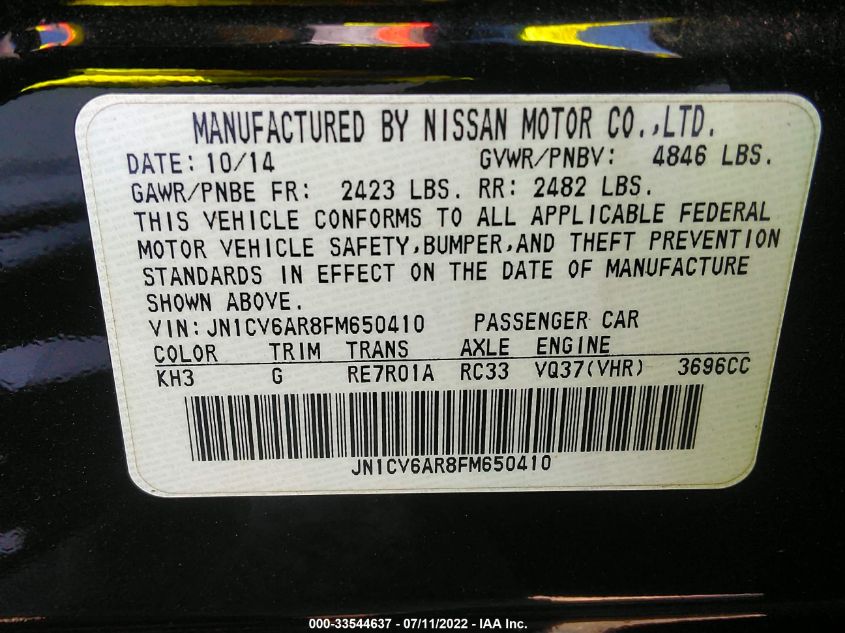 MANUFACTURED BY NISSAN MOTOR CO.,LTD.
DATE: 10/14 GVWR/PNBV: 4846 LBS.
GAWR/PNBE FR: 2423 LBS. RR: 2482 LBS.
THIS VEHICLE CONFORMS TO ALL APPLICABLE FEDERAL
MOTOR VEHICLE SAFETY,BUMPER,AND THEFT PREVENTION
STANDARDS IN EFFECT ON THE DATE OF MANUFACTURE
SHOWN ABOVE.
VIN: JN1CV6AR8FM650410 PASSENGER CAR
COLOR TRIM TRANS AXLE ENGINE
KH3 G RE7R01A RC33 VQ37(VHR) 3696CC
JN1CV6AR8FM650410
000-33544637 - 07/11/2022 - IAA Inc.